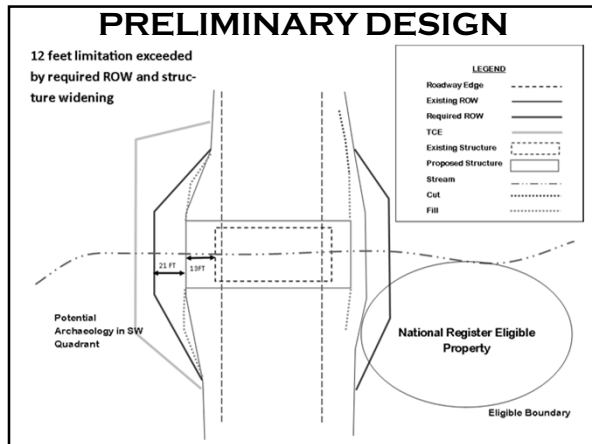 PRELIMINARY DESIGN
12 feet limitation exceeded
by required ROW and struc-
ture widening
LEGEND
Roadway Edge
Existing ROW
Required ROW
TCE
Existing Structure
Proposed Structure
Stream
Cut
Fill
21 FT
13FT
Potential
Archaeology in SW
Quadrant
National Register Eligible
Property
Eligible Boundary